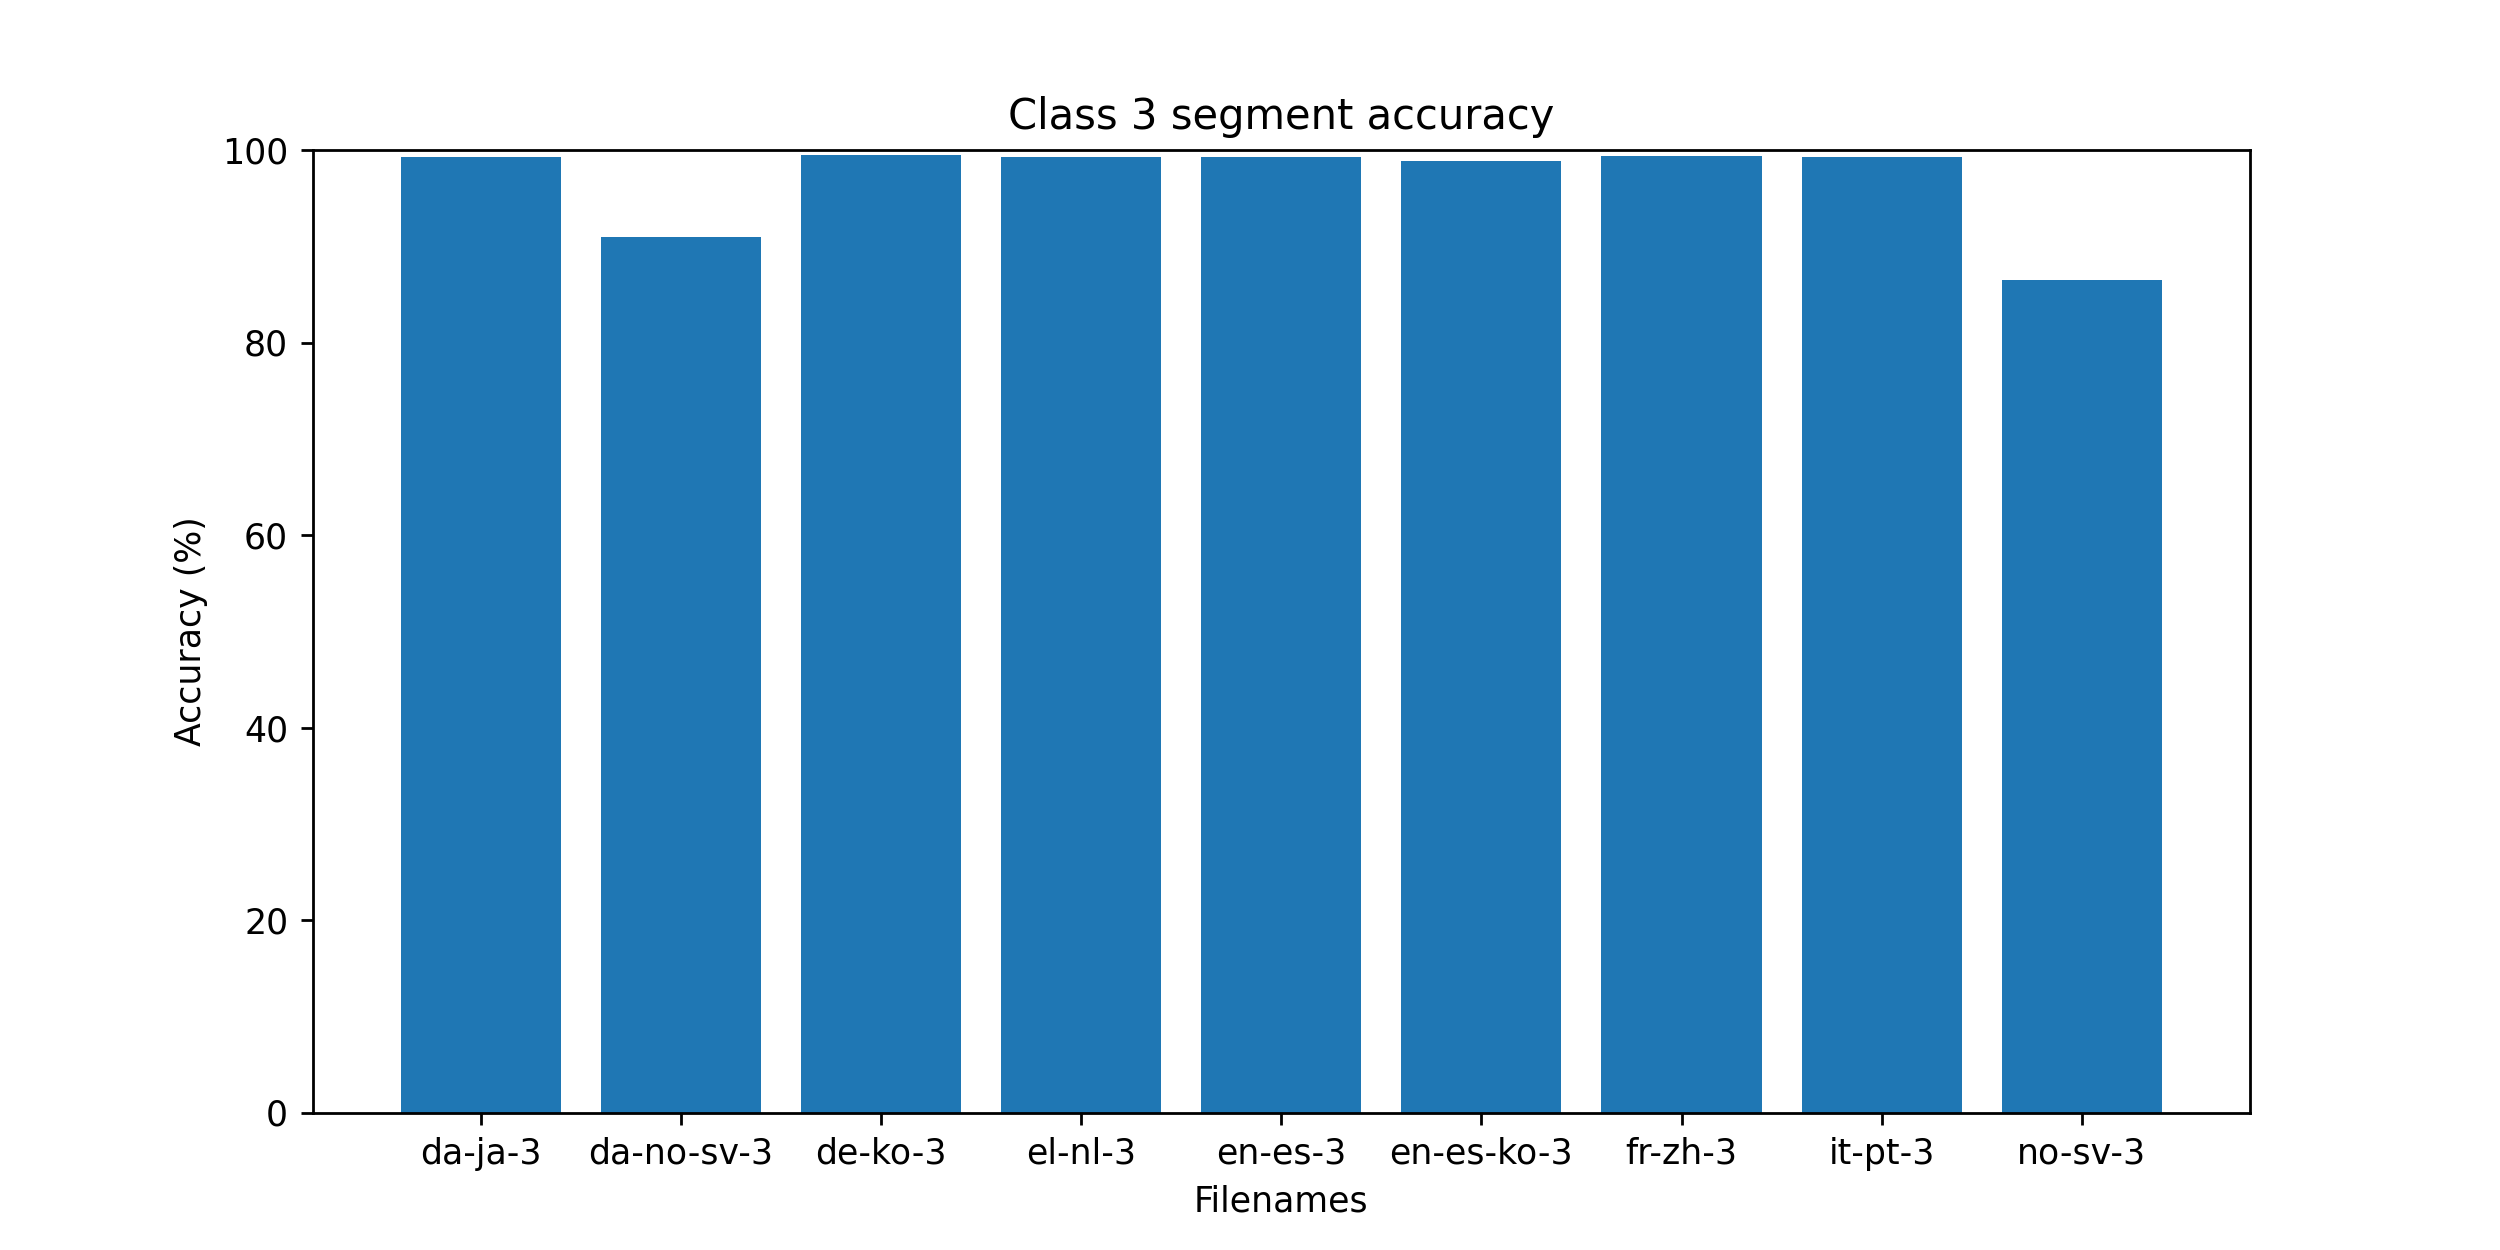 Class 3 segment accuracy
100
80
60
40
20
0
Accuracy (%)
da-ja-3 da-no-sv-3 de-ko-3 el-nl-3 en-es-3 en-es-ko-3 fr-zh-3 it-pt-3 no-sv-3
Filenames